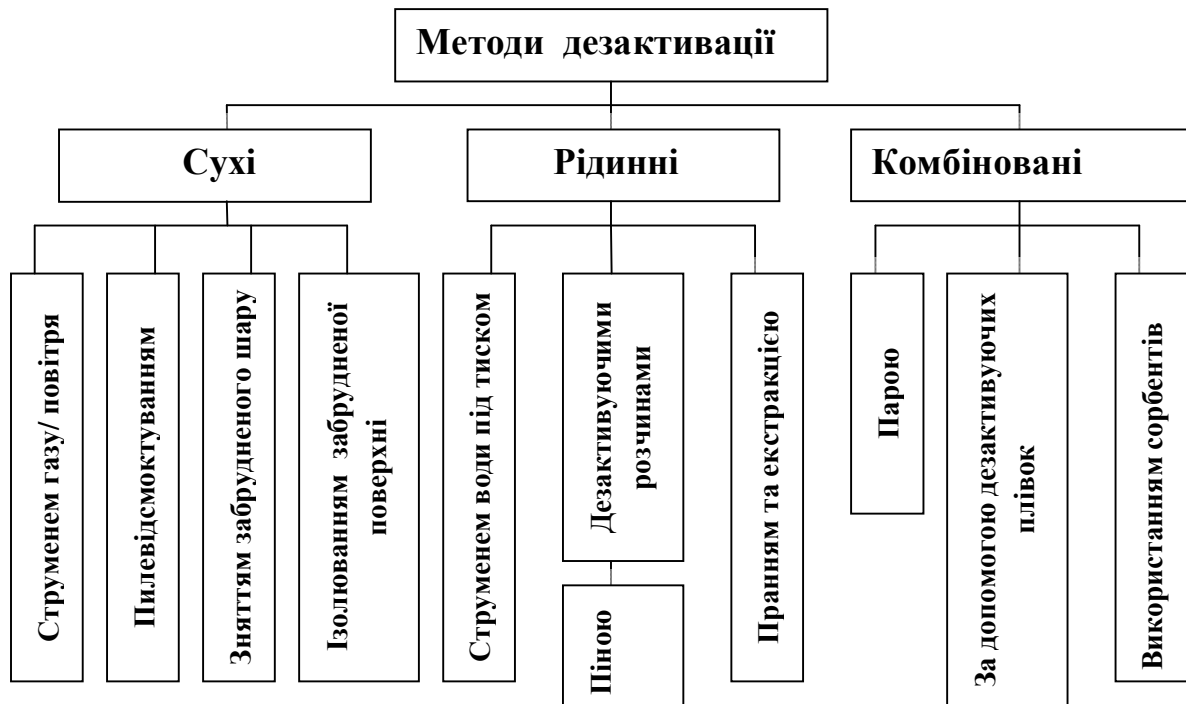 Методи дезактивації
Сухі
Рідинні
Комбіновані
Струменем газу/ повітря
Пилевідсмоктуванням
Зняттям забрудненого шару
Ізолюванням забрудненої
поверхні
Струменем води під тиском
Дезактивуючими
розчинами
Піною
Пранням та екстракцією
Парою
За допомогою дезактивуючих
плівок
Використанням сорбентів